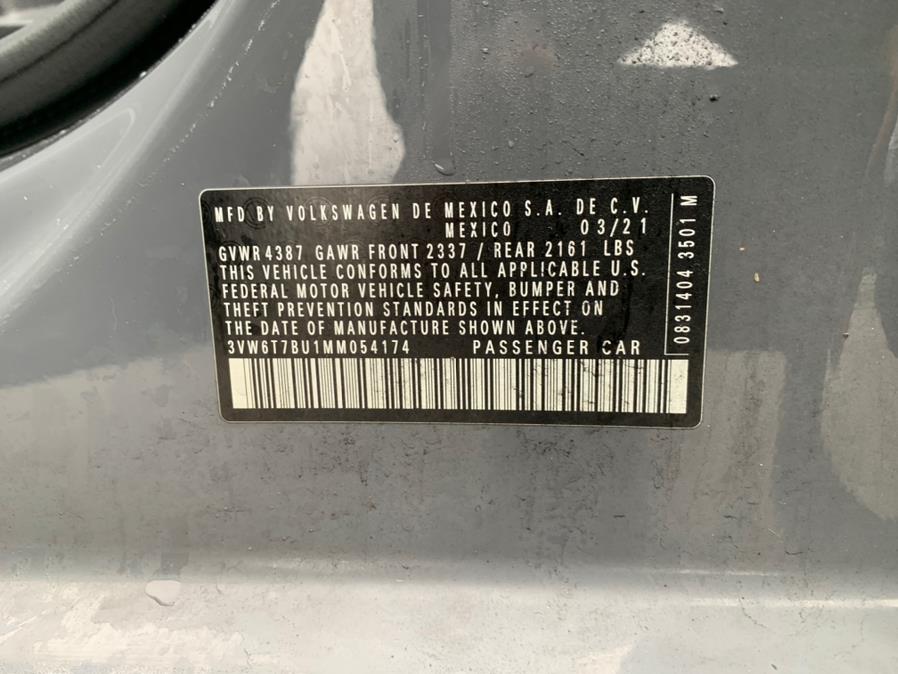 MFD BY VOLKSWAGEN DE MEXICO S.A. DE C.V.
MEXICO 03/21
GVWR 4387 GAWR FRONT 2337 / REAR 2161 LBS
THIS VEHICLE CONFORMS TO ALL APPLICABLE U.S.
FEDERAL MOTOR VEHICLE SAFETY, BUMPER AND
THEFT PREVENTION STANDARDS IN EFFECT ON
THE DATE OF MANUFACTURE SHOWN ABOVE.
3VW6T7BU1MM054174 PASSENGER CAR
0831404 3501 M